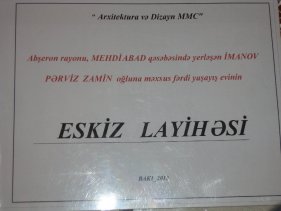 " Arxitektura və Dizayn MMC"
Abşeron rayonu, MEHDİABAD qəsəbəsində yerləşən İMANOV
PƏRVİZ ZAMİN oğluna məxsus fərdi yaşayış evinin
ESKİZ LAYİHƏSİ
BAKI